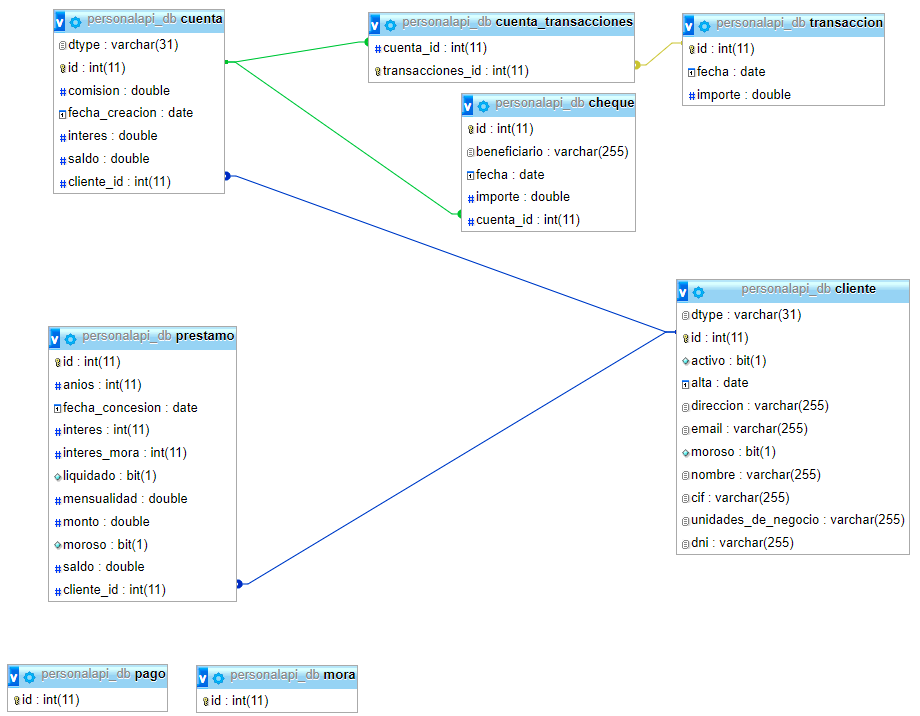 personalapi_db cuenta
dtype : varchar(31)
id : int(11)
comision : double
fecha_creacion : date
interes : double
saldo : double
cliente_id : int(11)
personalapi_db cuenta_transacciones
cuenta_id : int(11)
transacciones_id : int(11)
personalapi_db transaccion
id : int(11)
fecha : date
importe : double
personalapi_db cheque
id : int(11)
beneficiario : varchar(255)
fecha : date
importe : double
cuenta_id : int(11)
personalapi_db cliente
dtype : varchar(31)
id : int(11)
activo : bit(1)
alta : date
direccion : varchar(255)
email : varchar(255)
moroso : bit(1)
nombre : varchar(255)
cif : varchar(255)
unidades_de_negocio : varchar(255)
dni : varchar(255)
personalapi_db prestamo
id : int(11)
anios : int(11)
fecha_concesion : date
interes : int(11)
interes_mora : int(11)
liquidado : bit(1)
mensualidad : double
monto : double
moroso : bit(1)
saldo : double
cliente_id : int(11)
personalapi_db pago
id : int(11)
personalapi_db mora
id : int(11)